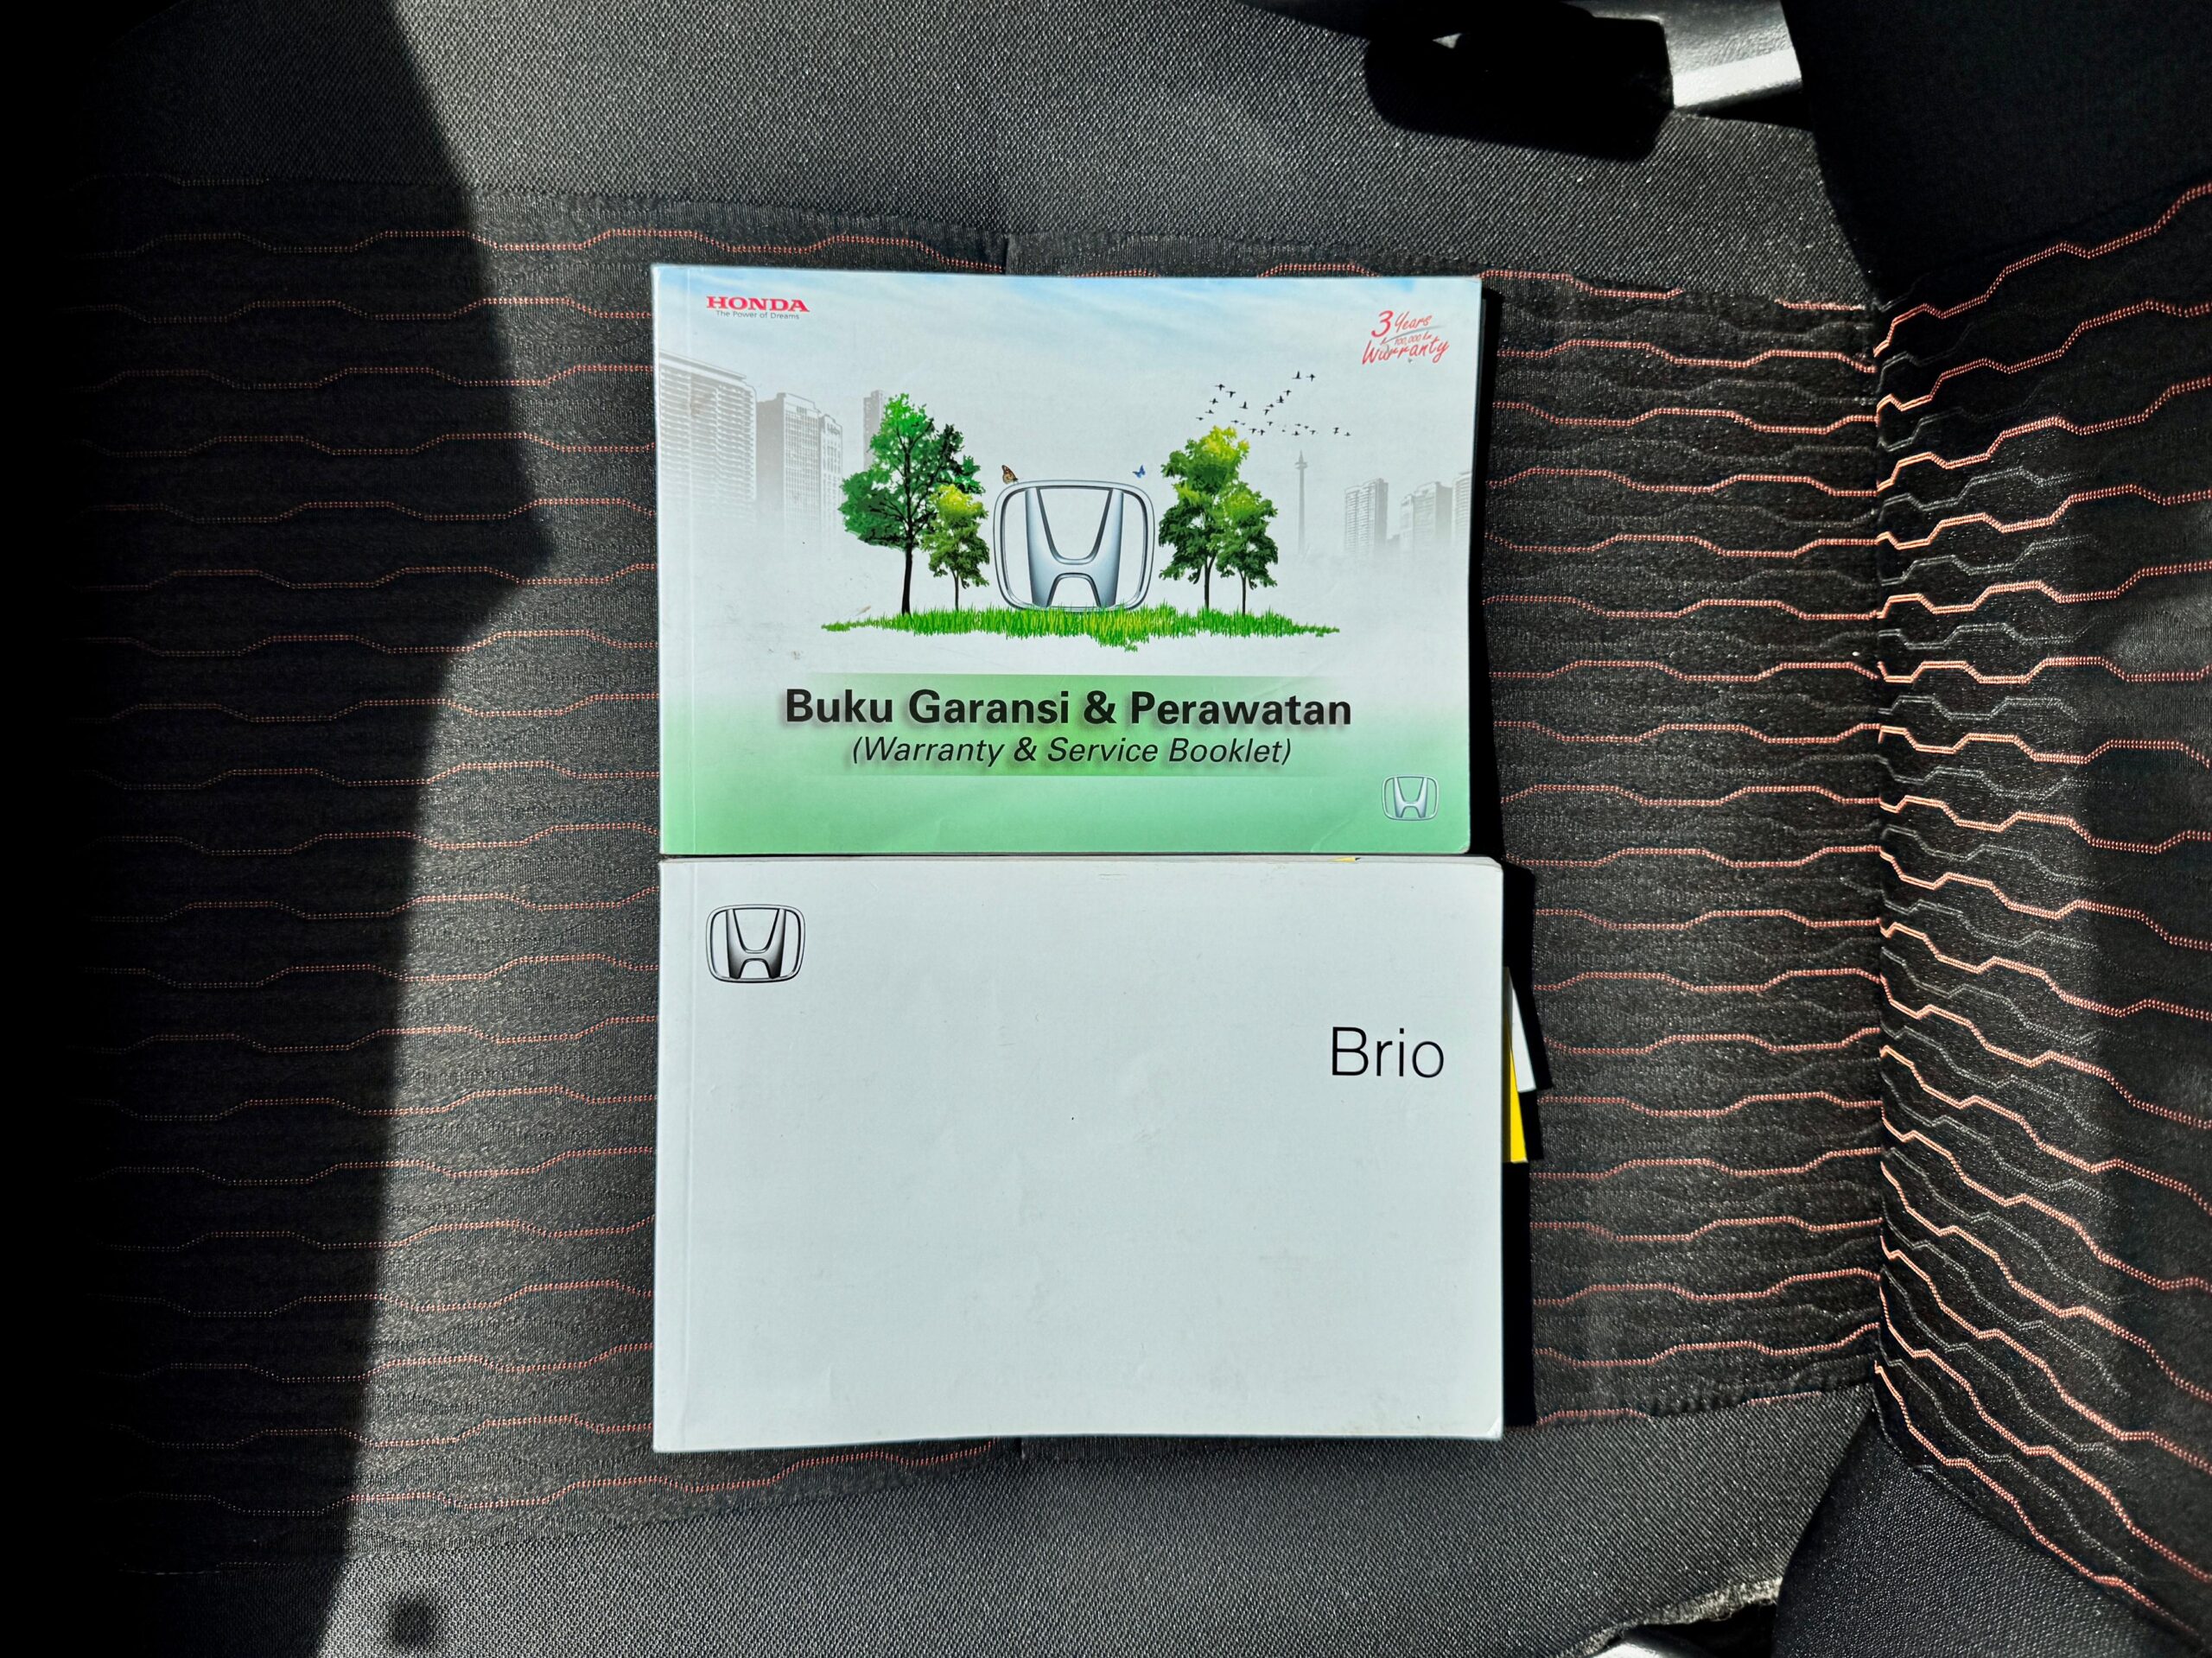 HONDA
The Power of Dreams
3 Years
100,000 km
Warranty
Buku Garansi & Perawatan
(Warranty & Service Booklet)
Brio